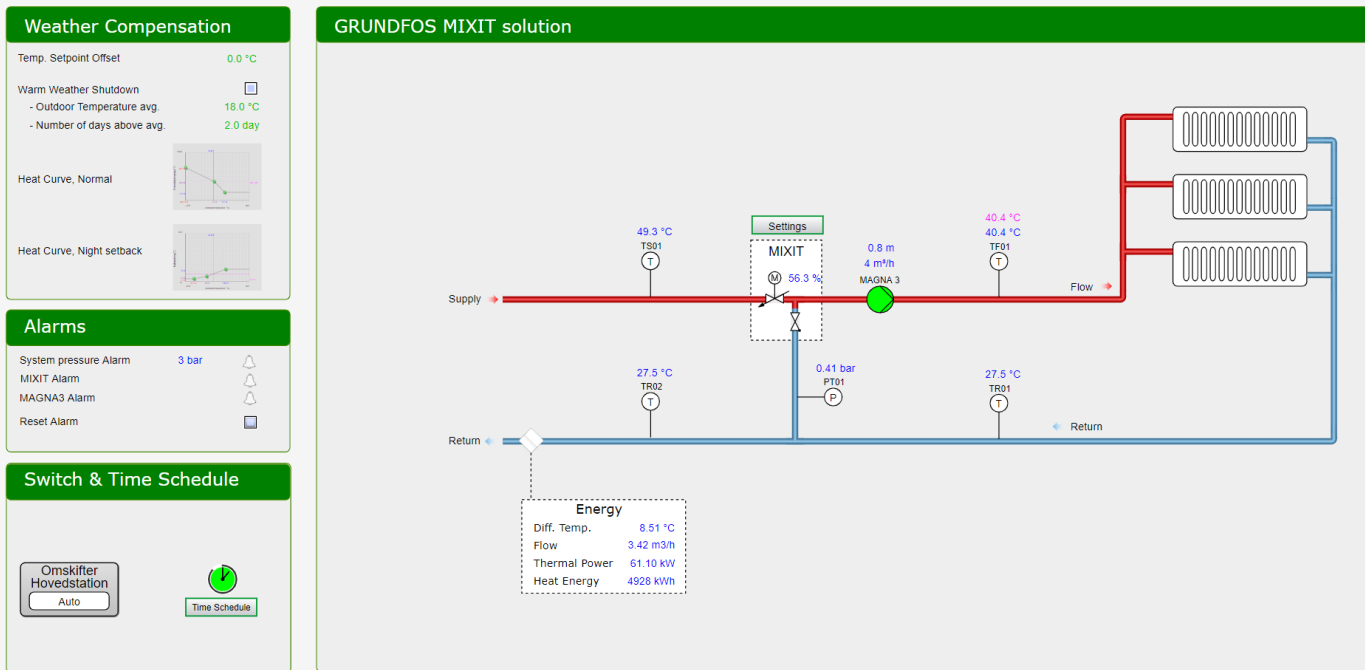 Weather Compensation
Temp. Setpoint Offset 0.0 °C
Warm Weather Shutdown
- Outdoor Temperature avg. 18.0 °C
- Number of days above avg. 2.0 day
Heat Curve, Normal
Heat Curve, Night setback
Alarms
System pressure Alarm 3 bar
MIXIT Alarm
MAGNA3 Alarm
Reset Alarm
Switch & Time Schedule
Omskifter
Hovedstation
Auto
Time Schedule
GRUNDFOS MIXIT solution
49.3 °C
TS01
T
Settings
MIXIT
M 56.3 %
0.8 m
4 m³/h
MAGNA 3
40.4 °C
40.4 °C
TF01
T
Supply
Flow
27.5 °C
TR02
T
0.41 bar
PT01
P
27.5 °C
TR01
T
Return
Return
Energy
Diff. Temp. 8.51 °C
Flow 3.42 m3/h
Thermal Power 61.10 kW
Heat Energy 4928 kWh